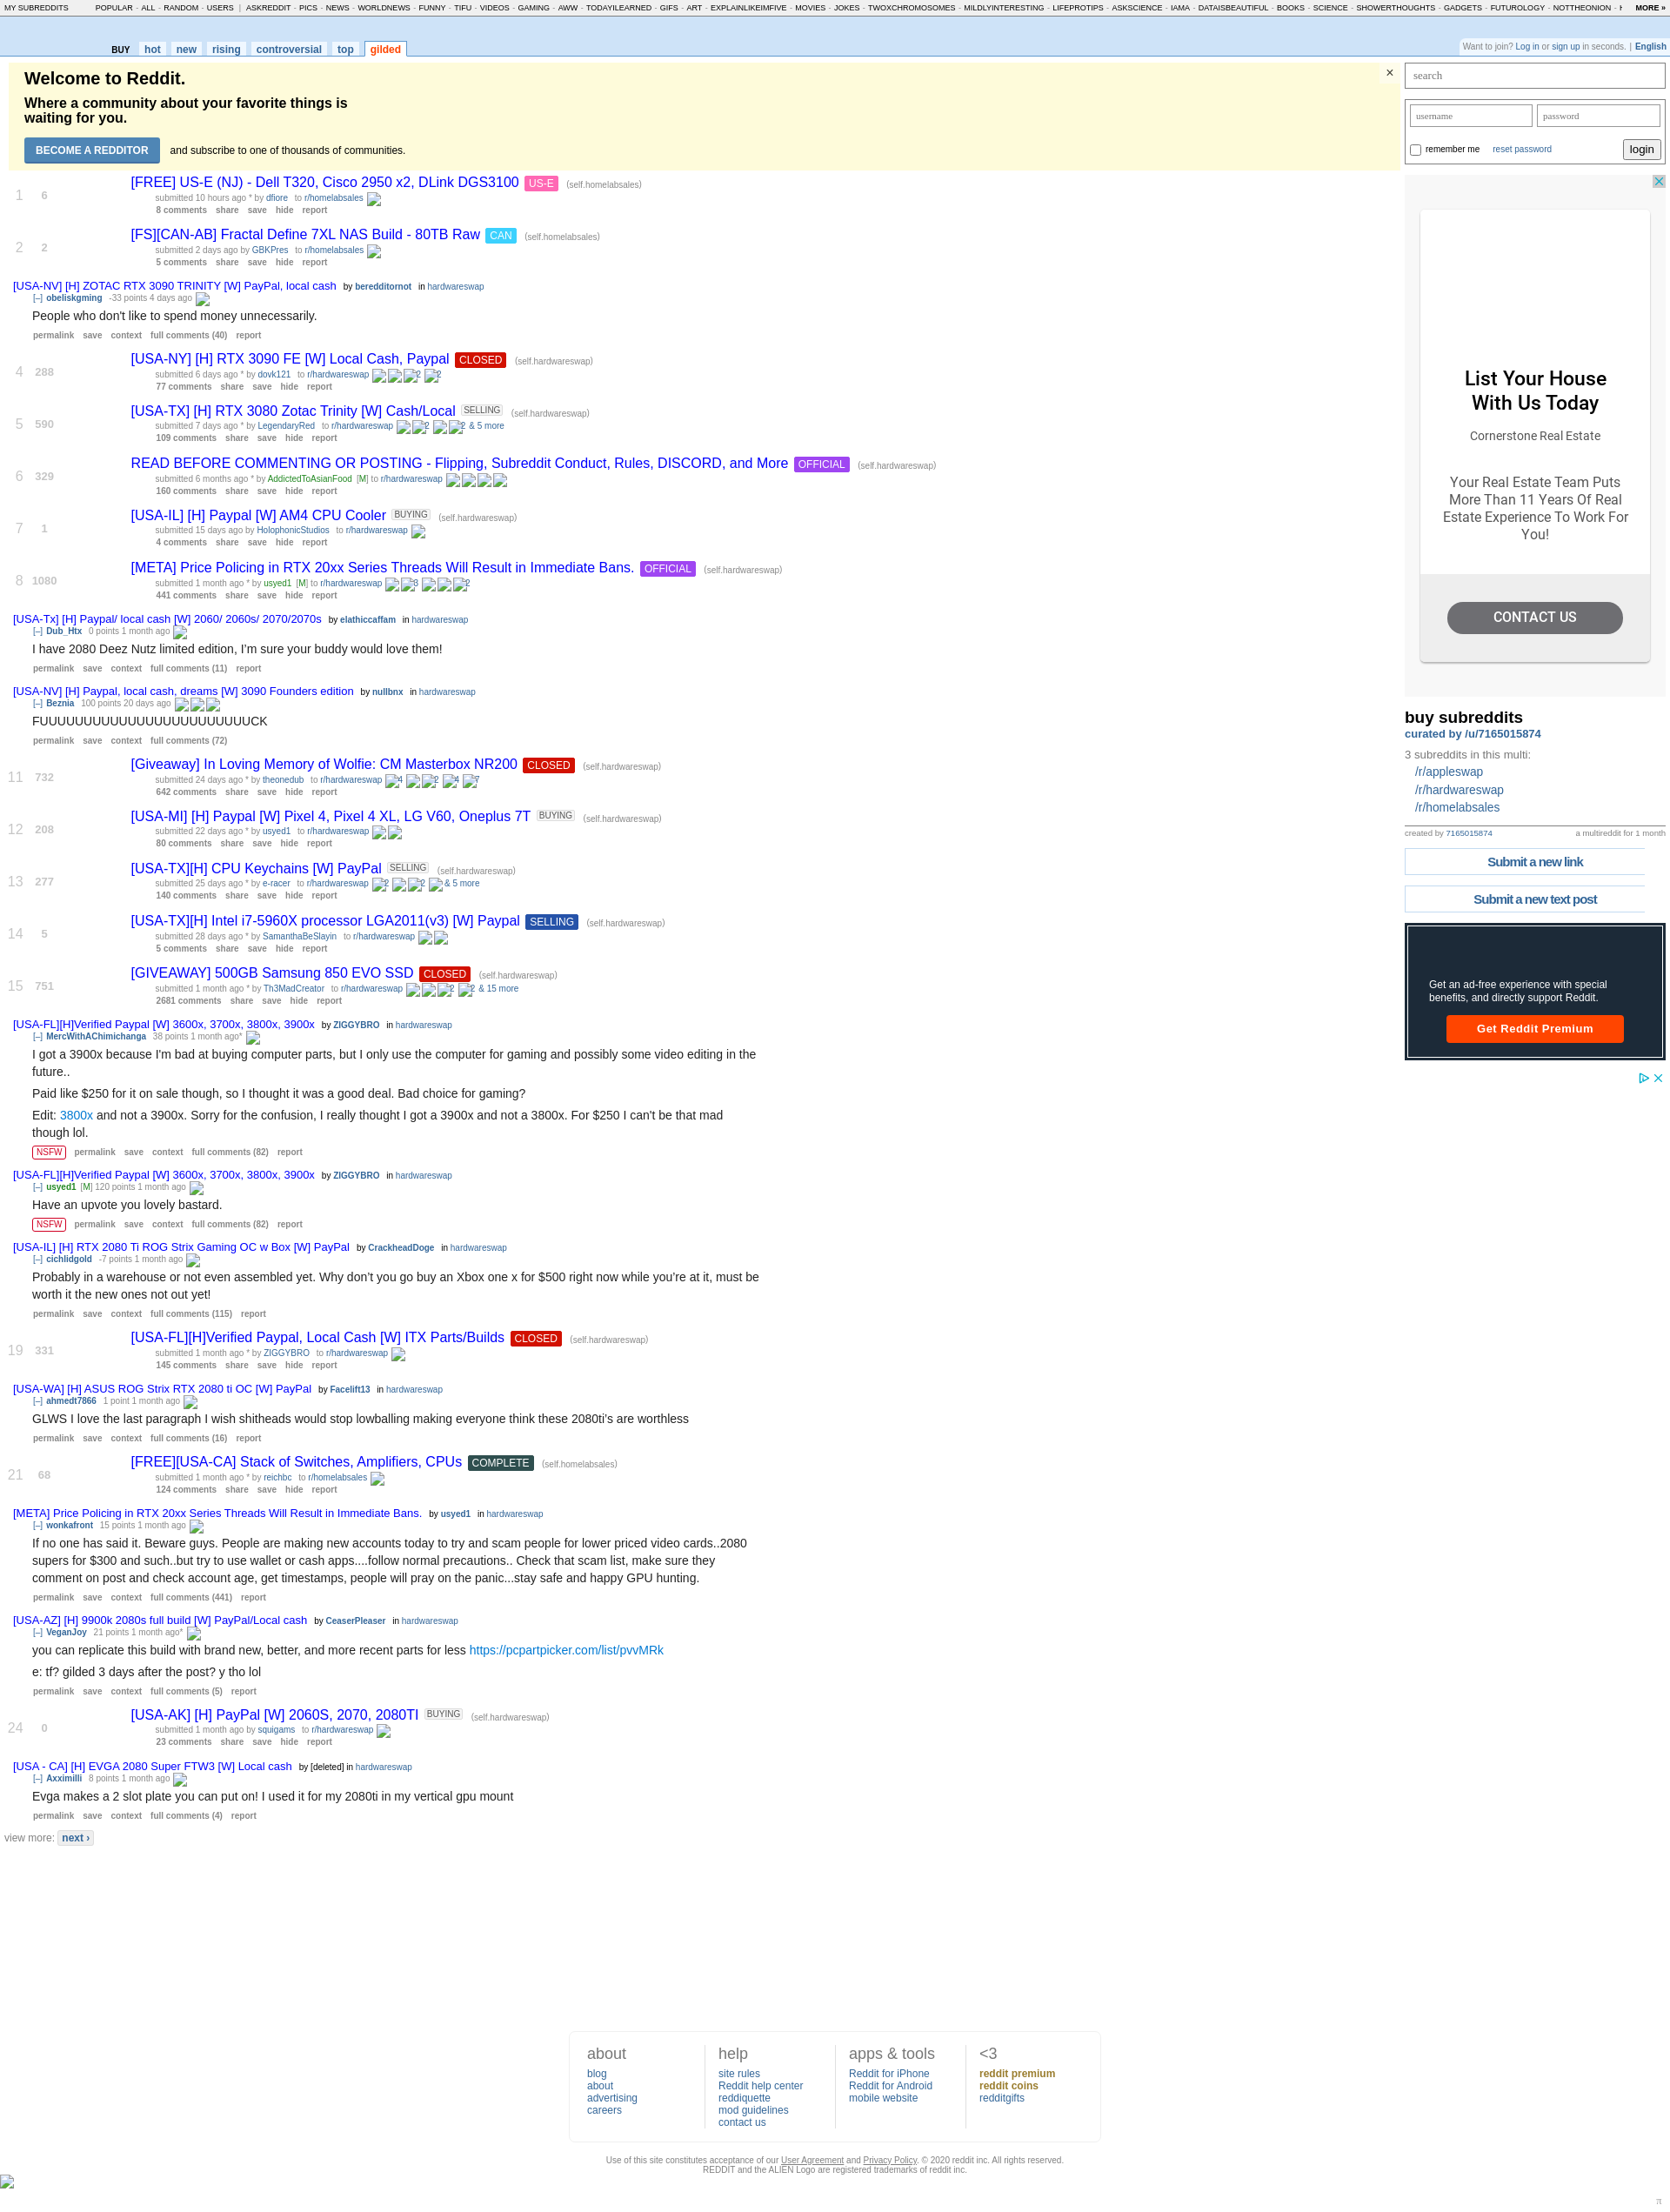 MY SUBREDDITS POPULAR - ALL - RANDOM - USERS | ASKREDDIT - PICS - NEWS - WORLDNEWS - FUNNY - TIFU - VIDEOS - GAMING - AWW - TODAYILEARNED - GIFS - ART - EXPLAINLIKEIMFIVE - MOVIES - JOKES - TWOXCHROMOSOMES - MILDLYINTERESTING - LIFEPROTIPS - ASKSCIENCE - IAMA - DATAISBEAUTIFUL - BOOKS - SCIENCE - SHOWERTHOUGHTS - GADGETS - FUTUROLOGY - NOTTHEONION - MORE »
BUY hot new rising controversial top gilded
Want to join? Log in or sign up in seconds. | English
Welcome to Reddit.
Where a community about your favorite things is
waiting for you.
BECOME A REDDITOR and subscribe to one of thousands of communities.
×
1 6 [FREE] US-E (NJ) - Dell T320, Cisco 2950 x2, DLink DGS3100 US-E (self.homelabsales)
submitted 10 hours ago * by dfiore to r/homelabsales
8 comments share save hide report
2 2 [FS][CAN-AB] Fractal Define 7XL NAS Build - 80TB Raw CAN (self.homelabsales)
submitted 2 days ago by GBKPres to r/homelabsales
5 comments share save hide report
[USA-NV] [H] ZOTAC RTX 3090 TRINITY [W] PayPal, local cash by beredditornot in hardwareswap
[–] obeliskgming -33 points 4 days ago
People who don't like to spend money unnecessarily.
permalink save context full comments (40) report
4 288 [USA-NY] [H] RTX 3090 FE [W] Local Cash, Paypal CLOSED (self.hardwareswap)
submitted 6 days ago * by dovk121 to r/hardwareswap 2 2
77 comments share save hide report
5 590 [USA-TX] [H] RTX 3080 Zotac Trinity [W] Cash/Local SELLING (self.hardwareswap)
submitted 7 days ago * by LegendaryRed to r/hardwareswap 2 2 & 5 more
109 comments share save hide report
6 329 READ BEFORE COMMENTING OR POSTING - Flipping, Subreddit Conduct, Rules, DISCORD, and More OFFICIAL (self.hardwareswap)
submitted 6 months ago * by AddictedToAsianFood [M] to r/hardwareswap
160 comments share save hide report
7 1 [USA-IL] [H] Paypal [W] AM4 CPU Cooler BUYING (self.hardwareswap)
submitted 15 days ago by HolophonicStudios to r/hardwareswap
4 comments share save hide report
8 1080 [META] Price Policing in RTX 20xx Series Threads Will Result in Immediate Bans. OFFICIAL (self.hardwareswap)
submitted 1 month ago * by usyed1 [M] to r/hardwareswap 3 2
441 comments share save hide report
[USA-Tx] [H] Paypal/ local cash [W] 2060/ 2060s/ 2070/2070s by elathiccaffam in hardwareswap
[–] Dub_Htx 0 points 1 month ago
I have 2080 Deez Nutz limited edition, I'm sure your buddy would love them!
permalink save context full comments (11) report
[USA-NV] [H] Paypal, local cash, dreams [W] 3090 Founders edition by nullbnx in hardwareswap
[–] Beznia 100 points 20 days ago
FUUUUUUUUUUUUUUUUUUUUUUUUCK
permalink save context full comments (72)
11 732 [Giveaway] In Loving Memory of Wolfie: CM Masterbox NR200 CLOSED (self.hardwareswap)
submitted 24 days ago * by theonedub to r/hardwareswap 4 2 4 7
642 comments share save hide report
12 208 [USA-MI] [H] Paypal [W] Pixel 4, Pixel 4 XL, LG V60, Oneplus 7T BUYING (self.hardwareswap)
submitted 22 days ago * by usyed1 to r/hardwareswap
80 comments share save hide report
13 277 [USA-TX][H] CPU Keychains [W] PayPal SELLING (self.hardwareswap)
submitted 25 days ago * by e-racer to r/hardwareswap 2 2 & 5 more
140 comments share save hide report
14 5 [USA-TX][H] Intel i7-5960X processor LGA2011(v3) [W] Paypal SELLING (self.hardwareswap)
submitted 28 days ago * by SamanthaBeSlayin to r/hardwareswap
5 comments share save hide report
15 751 [GIVEAWAY] 500GB Samsung 850 EVO SSD CLOSED (self.hardwareswap)
submitted 1 month ago * by Th3MadCreator to r/hardwareswap 2 2 & 15 more
2681 comments share save hide report
[USA-FL][H]Verified Paypal [W] 3600x, 3700x, 3800x, 3900x by ZIGGYBRO in hardwareswap
[–] MercWithAChimichanga 38 points 1 month ago*
I got a 3900x because I'm bad at buying computer parts, but I only use the computer for gaming and possibly some video editing in the
future..
Paid like $250 for it on sale though, so I thought it was a good deal. Bad choice for gaming?
Edit: 3800x and not a 3900x. Sorry for the confusion, I really thought I got a 3900x and not a 3800x. For $250 I can't be that mad
though lol.
NSFW permalink save context full comments (82) report
[USA-FL][H]Verified Paypal [W] 3600x, 3700x, 3800x, 3900x by ZIGGYBRO in hardwareswap
[–] usyed1 [M] 120 points 1 month ago
Have an upvote you lovely bastard.
NSFW permalink save context full comments (82) report
[USA-IL] [H] RTX 2080 Ti ROG Strix Gaming OC w Box [W] PayPal by CrackheadDoge in hardwareswap
[–] cichlidgold -7 points 1 month ago
Probably in a warehouse or not even assembled yet. Why don't you go buy an Xbox one x for $500 right now while you're at it, must be
worth it the new ones not out yet!
permalink save context full comments (115) report
19 331 [USA-FL][H]Verified Paypal, Local Cash [W] ITX Parts/Builds CLOSED (self.hardwareswap)
submitted 1 month ago * by ZIGGYBRO to r/hardwareswap
145 comments share save hide report
[USA-WA] [H] ASUS ROG Strix RTX 2080 ti OC [W] PayPal by Facelift13 in hardwareswap
[–] ahmedt7866 1 point 1 month ago
GLWS I love the last paragraph I wish shitheads would stop lowballing making everyone think these 2080ti's are worthless
permalink save context full comments (16) report
21 68 [FREE][USA-CA] Stack of Switches, Amplifiers, CPUs COMPLETE (self.homelabsales)
submitted 1 month ago * by reichbc to r/homelabsales
124 comments share save hide report
[META] Price Policing in RTX 20xx Series Threads Will Result in Immediate Bans. by usyed1 in hardwareswap
[–] wonkafront 15 points 1 month ago
If no one has said it. Beware guys. People are making new accounts today to try and scam people for lower priced video cards..2080
supers for $300 and such..but try to use wallet or cash apps....follow normal precautions.. Check that scam list, make sure they
comment on post and check account age, get timestamps, people will pray on the panic...stay safe and happy GPU hunting.
permalink save context full comments (441) report
[USA-AZ] [H] 9900k 2080s full build [W] PayPal/Local cash by CeaserPleaser in hardwareswap
[–] VeganJoy 21 points 1 month ago*
you can replicate this build with brand new, better, and more recent parts for less https://pcpartpicker.com/list/pvvMRk
e: tf? gilded 3 days after the post? y tho lol
permalink save context full comments (5) report
24 0 [USA-AK] [H] PayPal [W] 2060S, 2070, 2080TI BUYING (self.hardwareswap)
submitted 1 month ago by squigams to r/hardwareswap
23 comments share save hide report
[USA - CA] [H] EVGA 2080 Super FTW3 [W] Local cash by [deleted] in hardwareswap
[–] Axximilli 8 points 1 month ago
Evga makes a 2 slot plate you can put on! I used it for my 2080ti in my vertical gpu mount
permalink save context full comments (4) report
view more: next ›
search
username password
remember me reset password login
List Your House
With Us Today
Cornerstone Real Estate
Your Real Estate Team Puts
More Than 11 Years Of Real
Estate Experience To Work For
You!
CONTACT US
buy subreddits
curated by /u/7165015874
3 subreddits in this multi:
/r/appleswap
/r/hardwareswap
/r/homelabsales
created by 7165015874 a multireddit for 1 month
Submit a new link
Submit a new text post
Get an ad-free experience with special
benefits, and directly support Reddit.
Get Reddit Premium
about
blog
about
advertising
careers
help
site rules
Reddit help center
reddiquette
mod guidelines
contact us
apps & tools
Reddit for iPhone
Reddit for Android
mobile website
<3
reddit premium
reddit coins
redditgifts
Use of this site constitutes acceptance of our User Agreement and Privacy Policy. © 2020 reddit inc. All rights reserved.
REDDIT and the ALIEN Logo are registered trademarks of reddit inc.
π